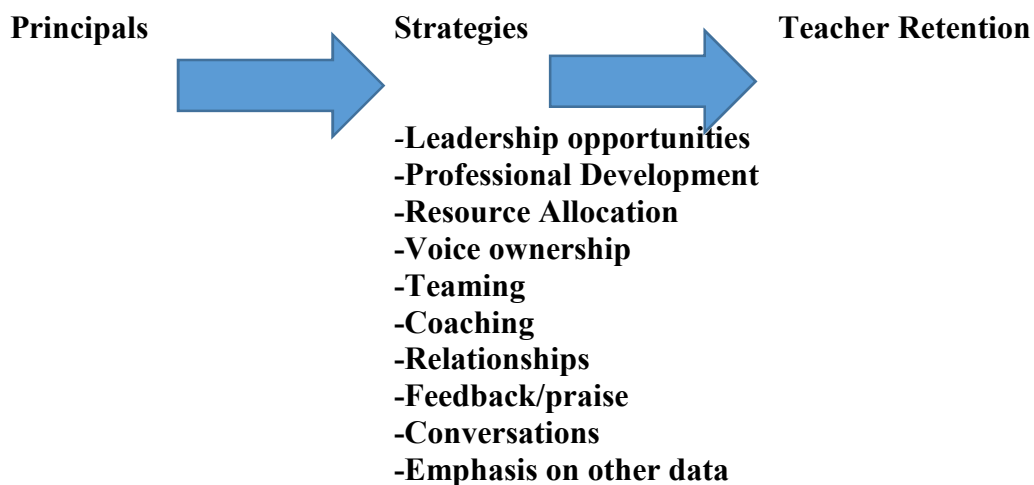 Principals Strategies Teacher Retention
-Leadership opportunities
-Professional Development
-Resource Allocation
-Voice ownership
-Teaming
-Coaching
-Relationships
-Feedback/praise
-Conversations
-Emphasis on other data